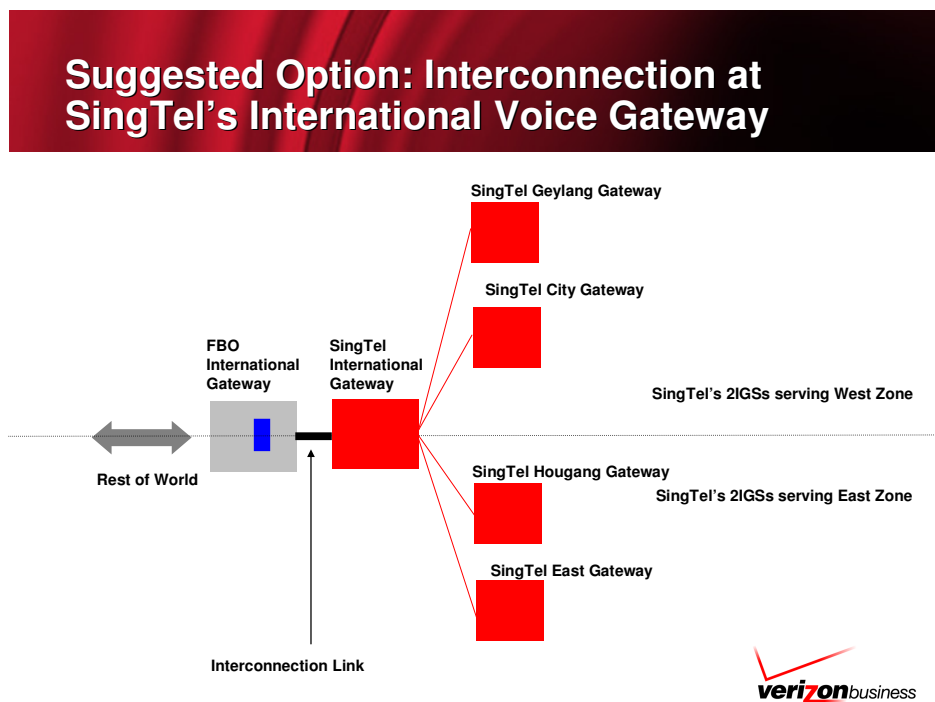 Suggested Option: Interconnection at
SingTel's International Voice Gateway
SingTel Geylang Gateway
SingTel City Gateway
FBO
International
Gateway
SingTel
International
Gateway
SingTel's 2IGSs serving West Zone
Rest of World
SingTel Hougang Gateway
SingTel's 2IGSs serving East Zone
SingTel East Gateway
Interconnection Link
verizonbusiness